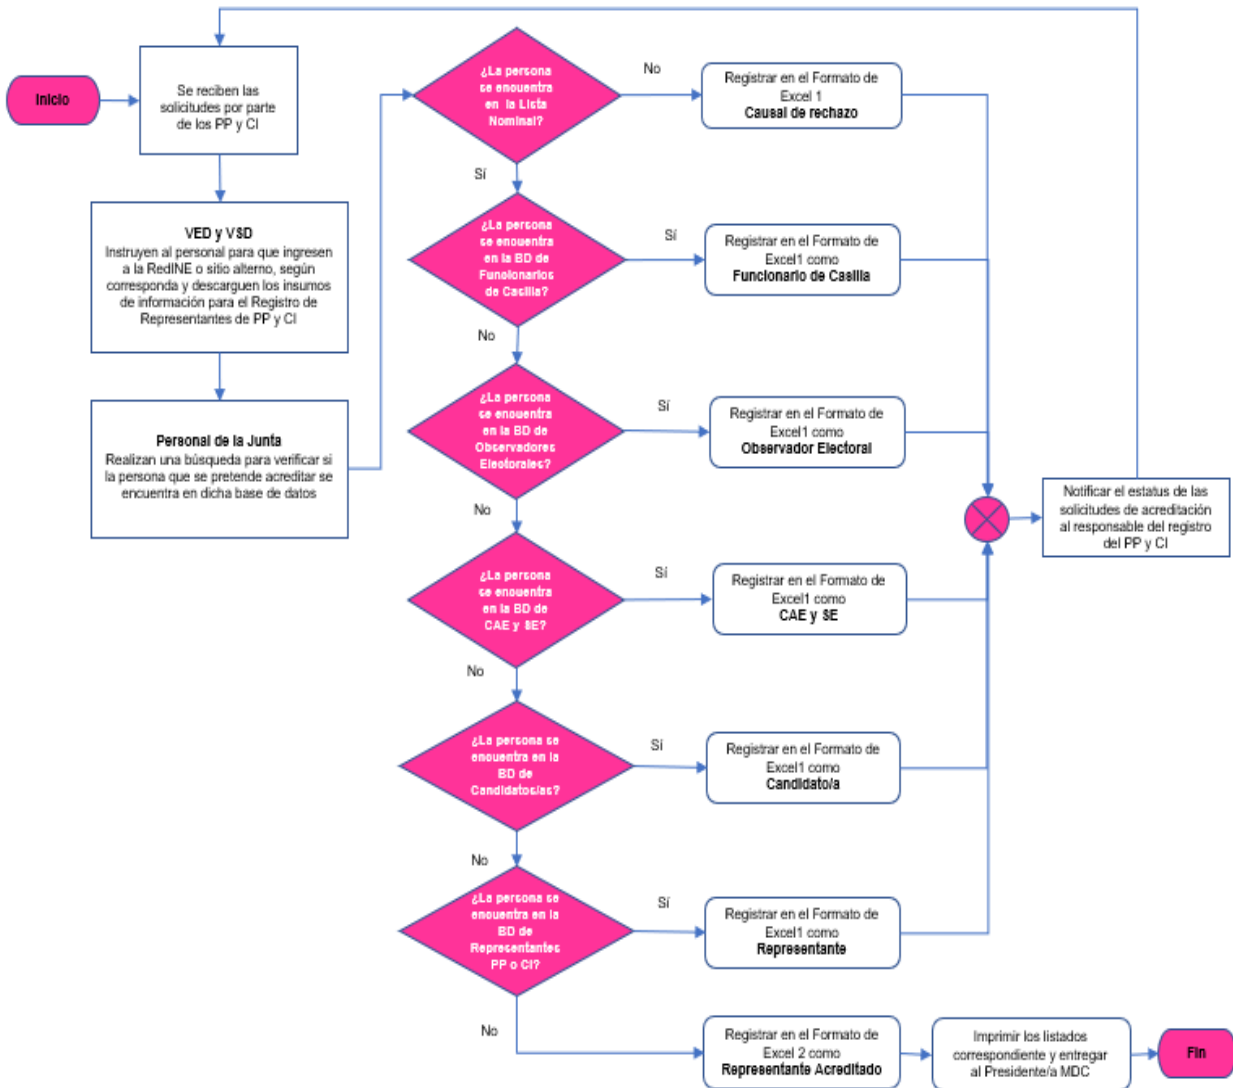 Inicio
Se reciben las
solicitudes por parte
de los PP y CI
VED y VSD
Instruyen al personal para que ingresen
a la RedINE o sitio alterno, según
corresponda y descarguen los insumos
de información para el Registro de
Representantes de PP y CI
Personal de la Junta
Realizan una búsqueda para verificar si
la persona que se pretende acreditar se
encuentra en dicha base de datos
¿La persona
se encuentra
en la Lista
Nominal?
No
Registrar en el Formato de
Excel 1
Causal de rechazo
Sí
¿La persona
se encuentra
en la BD de
Funcionarios
de Casilla?
Sí
Registrar en el Formato de
Excel1 como
Funcionario de Casilla
No
¿La persona
se encuentra
en la BD de
Observadores
Electorales?
Sí
Registrar en el Formato de
Excel1 como
Observador Electoral
No
¿La persona
se encuentra
en la BD de
CAE y SE?
Sí
Registrar en el Formato de
Excel1 como
CAE y SE
No
¿La persona se
encuentra en la
BD de
Candidatos/as?
Sí
Registrar en el Formato de
Excel1 como
Candidato/a
No
¿La persona se
encuentra en la
BD de
Representantes
PP o CI?
Sí
Registrar en el Formato de
Excel1 como
Representante
No
Registrar en el Formato de
Excel 2 como
Representante Acreditado
Notificar el estatus de las
solicitudes de acreditación
al responsable del registro
del PP y CI
Imprimir los listados
correspondiente y entregar
al Presidente/a MDC
Fin